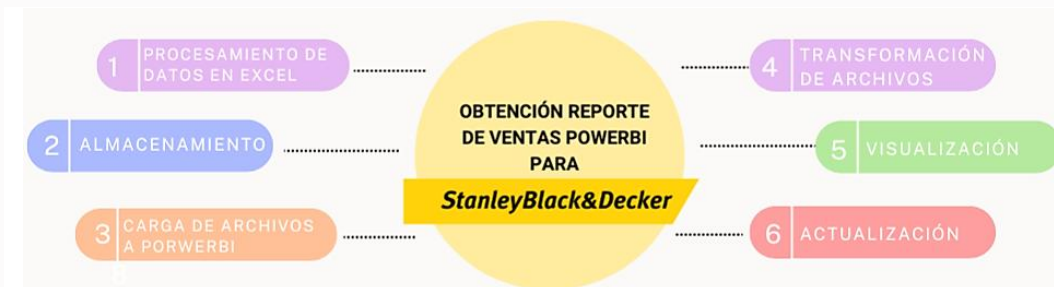 1
PROCESAMIENTO DE
DATOS EN EXCEL
2
ALMACENAMIENTO
3
CARGA DE ARCHIVOS
A PORWERBI
OBTENCIÓN REPORTE
DE VENTAS POWERBI
PARA
StanleyBlack&Decker
4
TRANSFORMACIÓN
DE ARCHIVOS
5
VISUALIZACIÓN
6
ACTUALIZACIÓN